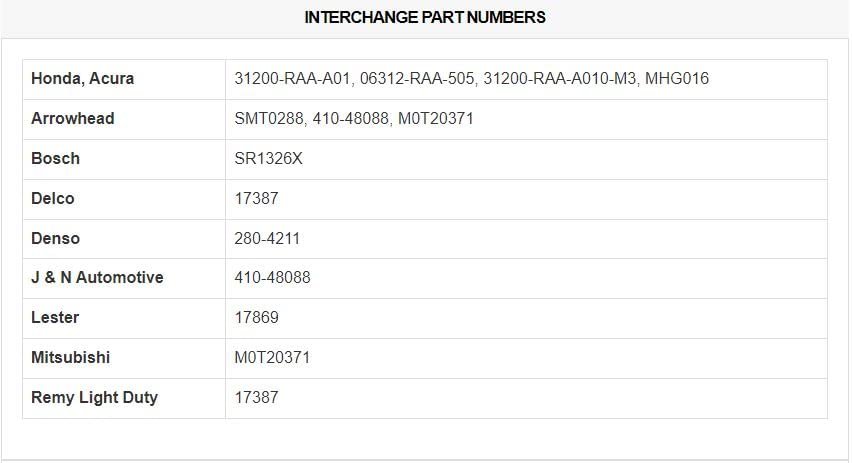 INTERCHANGE PART NUMBERS
Honda, Acura 31200-RAA-A01, 06312-RAA-505, 31200-RAA-A010-M3, MHG016
Arrowhead SMT0288, 410-48088, M0T20371
Bosch SR1326X
Delco 17387
Denso 280-4211
J & N Automotive 410-48088
Lester 17869
Mitsubishi M0T20371
Remy Light Duty 17387